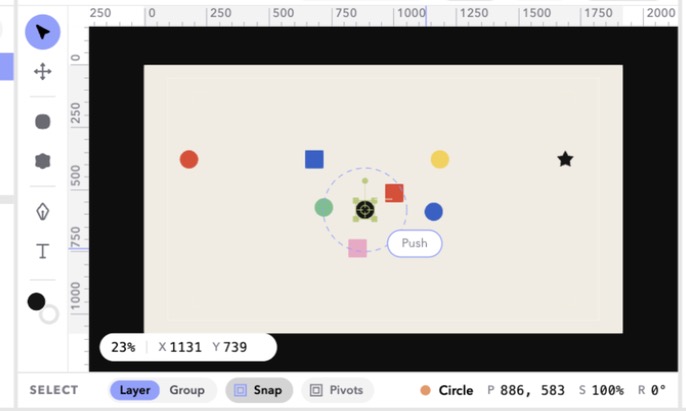 250 0 250 500 750 1000 1250 1500 1750 2000
0
250
500
750
1000
T
Push
23% X 1131 Y 739
SELECT Layer Group Snap Pivots Circle P 886, 583 S 100% R 0°